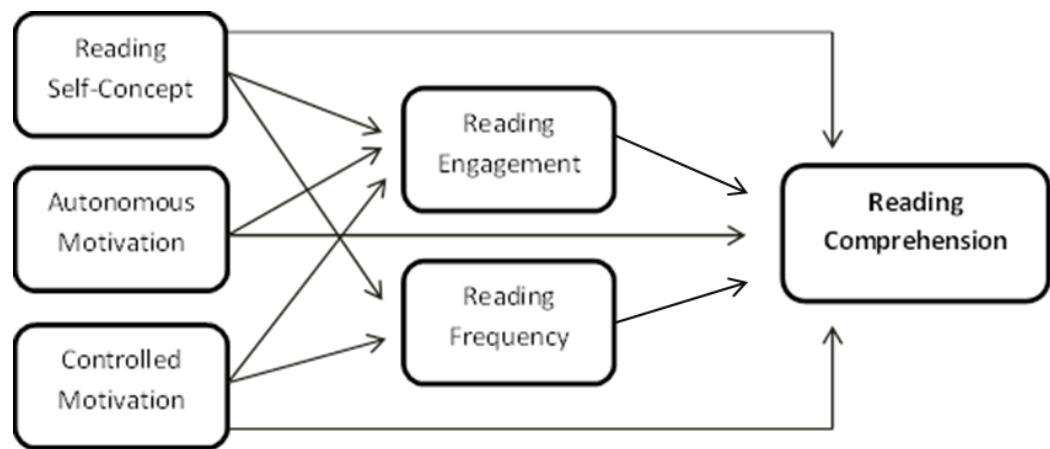 Reading
Self-Concept
Autonomous
Motivation
Controlled
Motivation
Reading
Engagement
Reading
Frequency
Reading
Comprehension